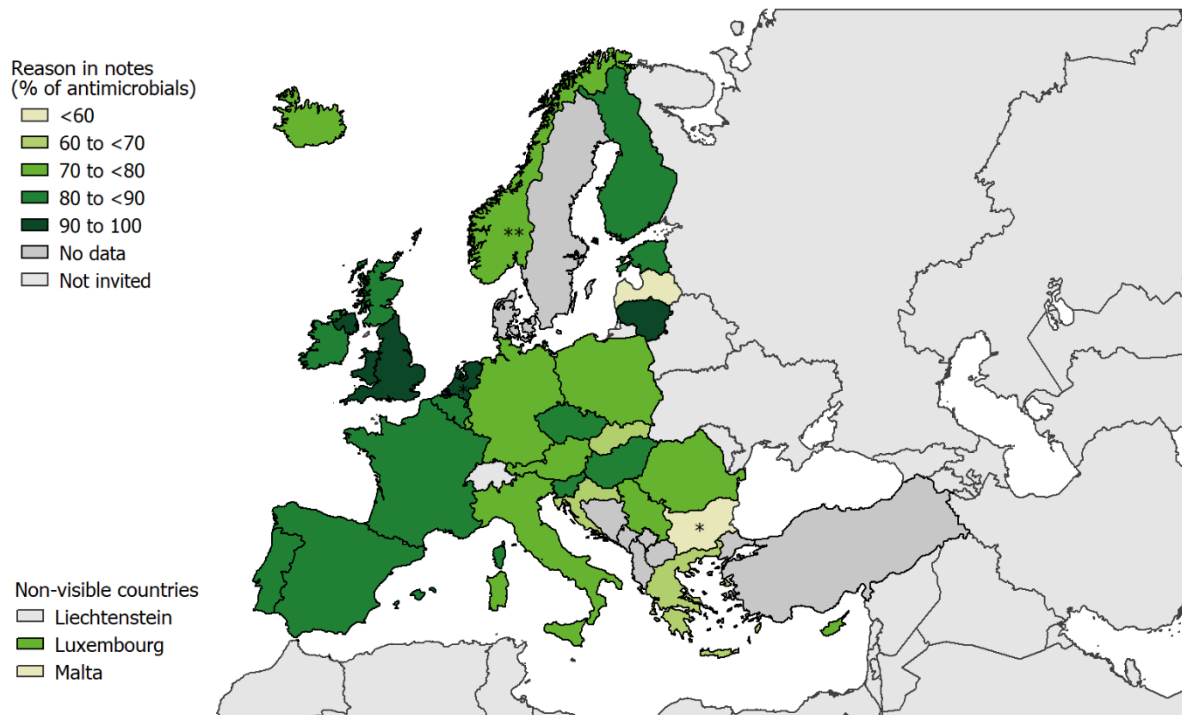 Reason in notes
(% of antimicrobials)
<60
60 to <70
70 to <80
80 to <90
90 to 100
No data
Not invited
**
*
*
Non-visible countries
Liechtenstein
Luxembourg
Malta